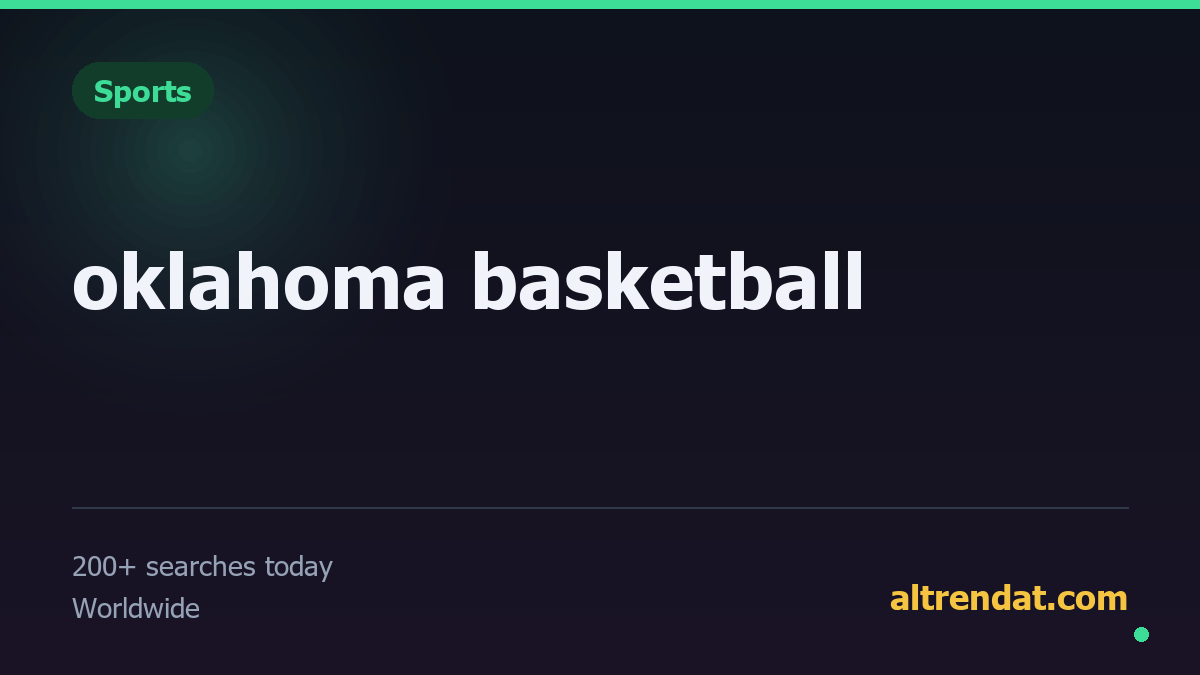 Sports
oklahoma basketball
200+ searches today
Worldwide
altrendat.com